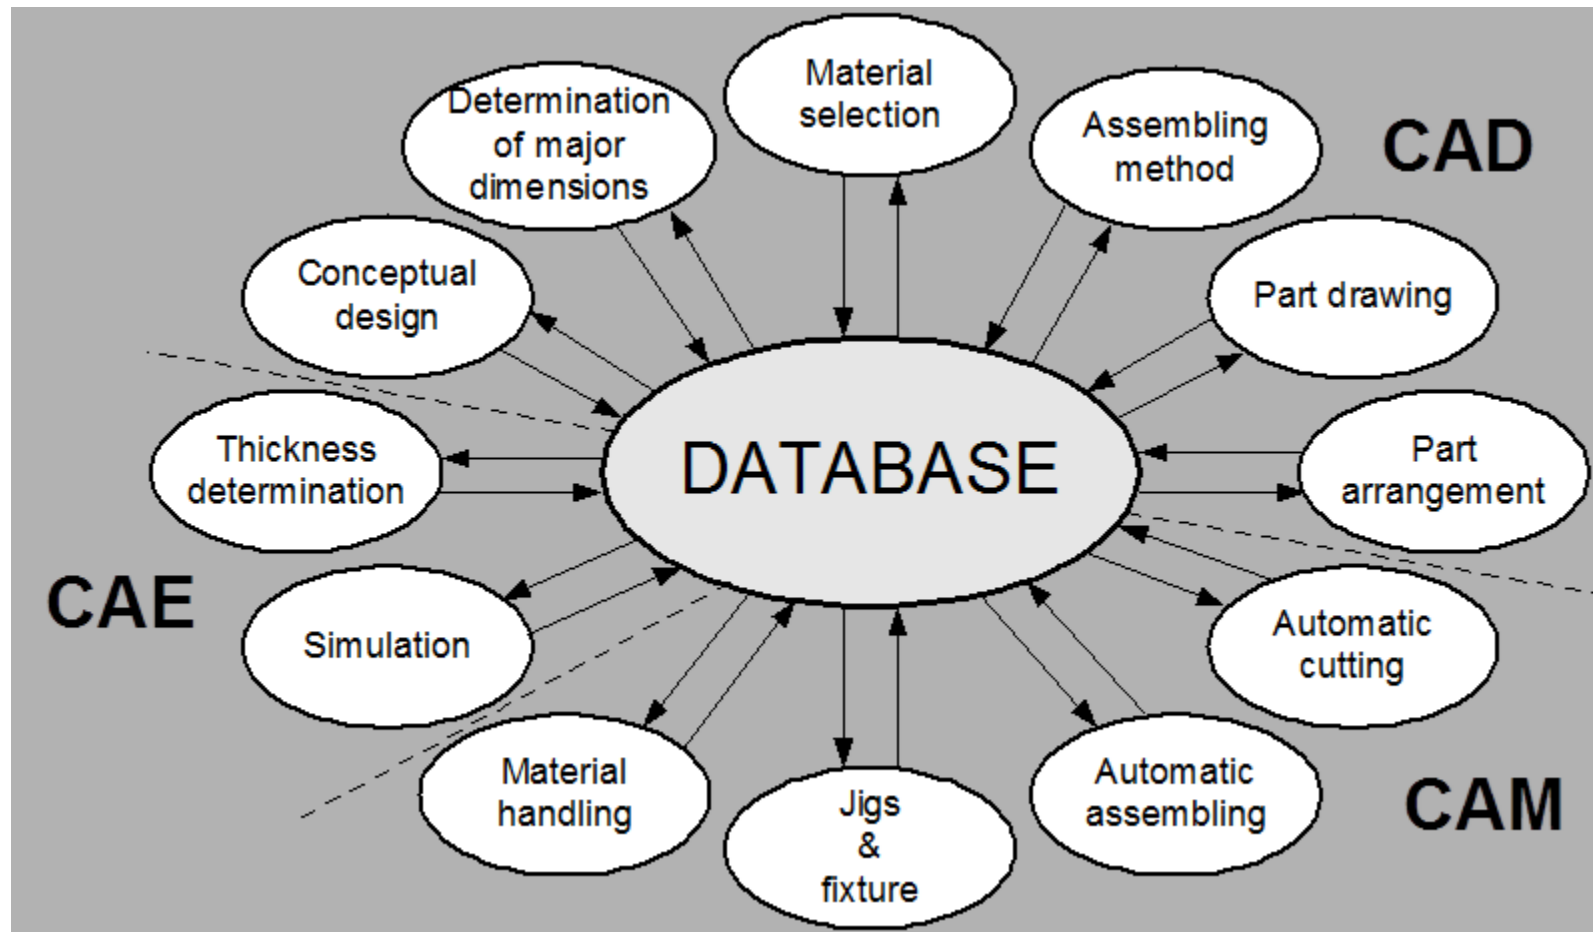 Material
selection
Determination
of major
dimensions
Assembling
method
CAD
Conceptual
design
Part drawing
Thickness
determination
DATABASE
Part
arrangement
CAE
Simulation
Automatic
cutting
Material
handling
Jigs
&
fixture
Automatic
assembling
CAM